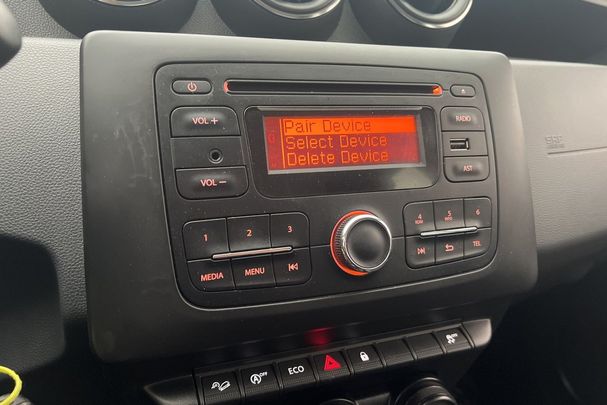 VOL +
Pair Device
Select Device
Delete Device
RADIO
AST
VOL −
1 2 3
4 5 6
MEDIA MENU
TEL
ECO